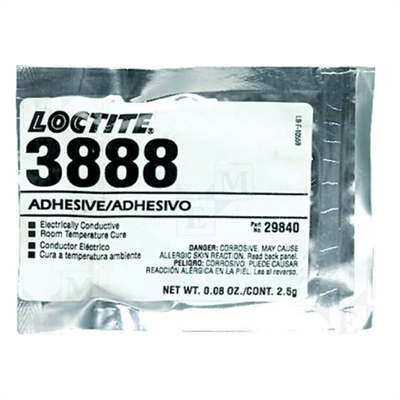 LOCTITE®
3888
ADHESIVE/ADHESIVO
Electrically Conductive
Room Temperature Cure
Conductor Eléctrico
Cura a temperatura ambiente
Part No. 29840
DANGER: CORROSIVE. MAY CAUSE
ALLERGIC SKIN REACTION. Read back panel.
PELIGRO: CORROSIVO. PUEDE CAUSAR
REACCIÓN ALÉRGICA EN LA PIEL. Lea al reverso.
NET WT. 0.08 OZ./CONT. 2.5g